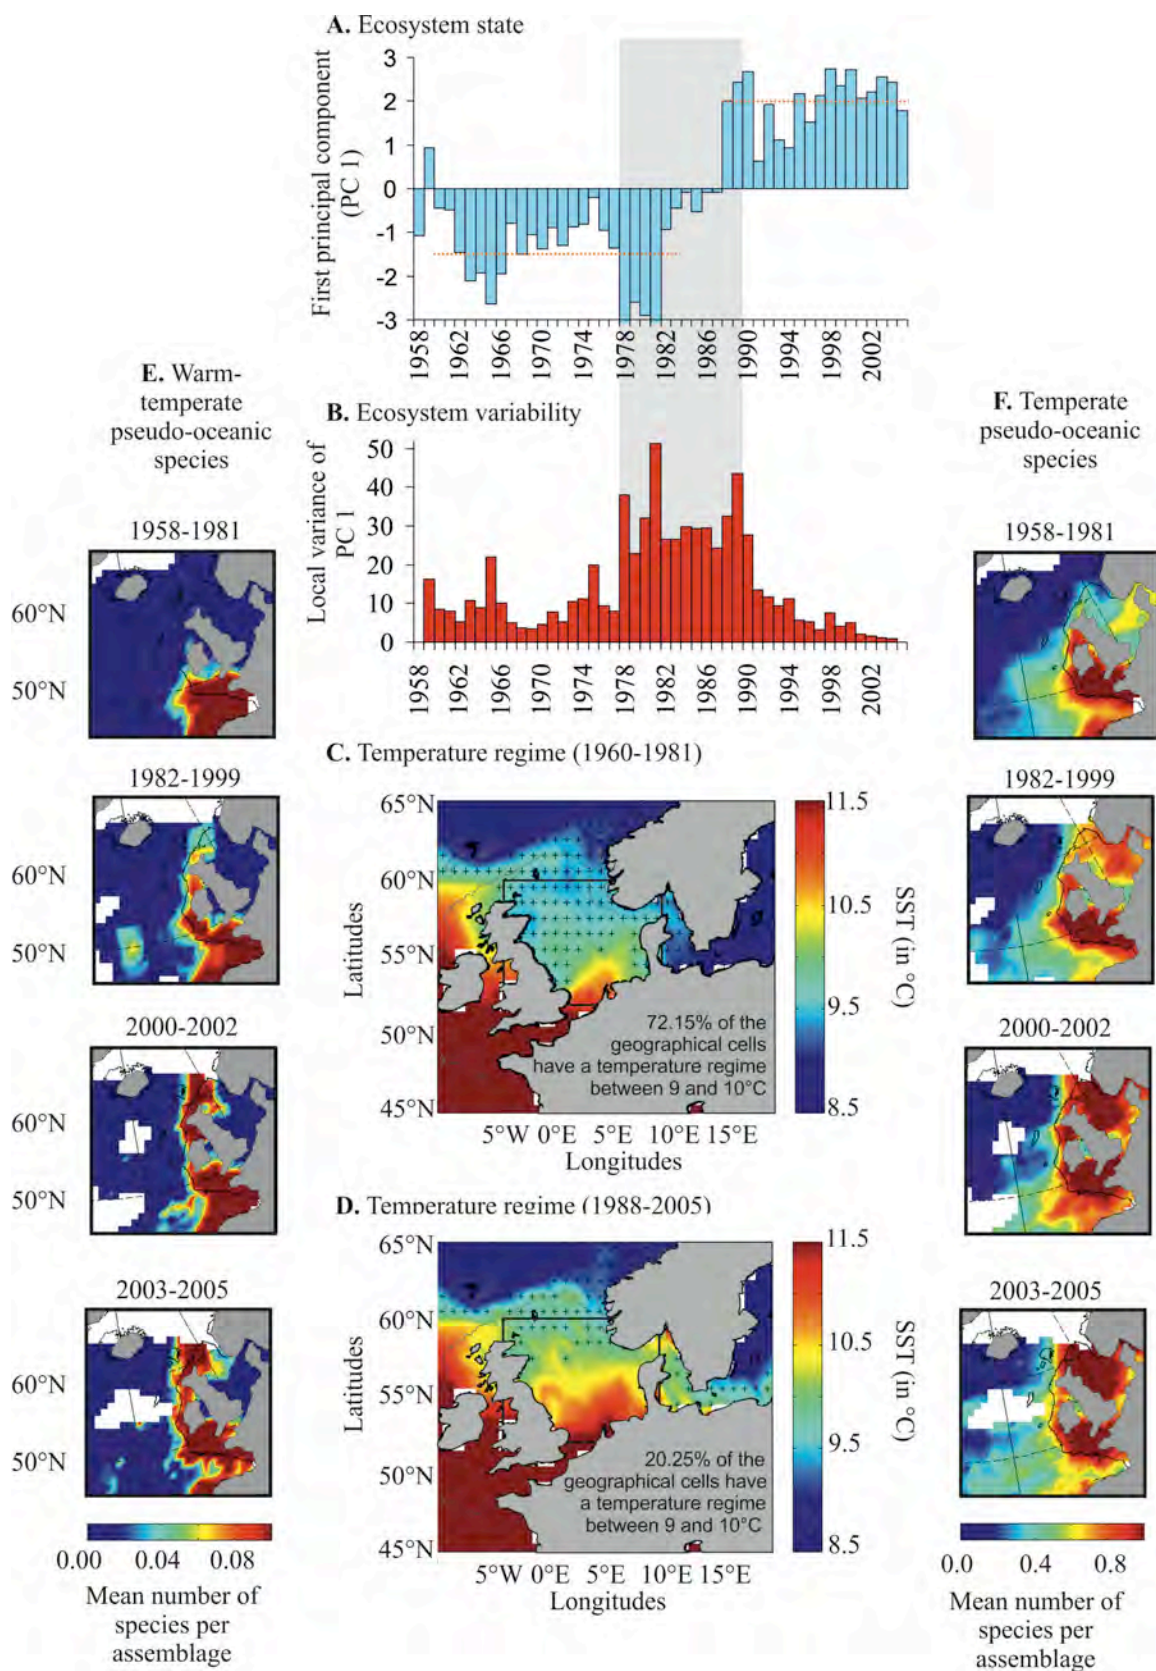 A. Ecosystem state
First principal component
(PC 1)
3
2
1
0
-1
-2
-3
1958
1962
1966
1970
1974
1978
1982
1986
1990
1994
1998
2002
B. Ecosystem variability
Local variance of
PC 1
50
40
30
20
10
0
1958
1962
1966
1970
1974
1978
1982
1986
1990
1994
1998
2002
C. Temperature regime (1960-1981)
65°N
60°N
55°N
50°N
45°N
Latitudes
5°W 0°E 5°E 10°E 15°E
Longitudes
72.15% of the
geographical cells
have a temperature regime
between 9 and 10°C
11.5
10.5
9.5
8.5
SST (in °C)
D. Temperature regime (1988-2005)
65°N
60°N
55°N
50°N
45°N
Latitudes
5°W 0°E 5°E 10°E 15°E
Longitudes
20.25% of the
geographical cells have
a temperature regime
between 9 and 10°C
11.5
10.5
9.5
8.5
SST (in °C)
E. Warm-
temperate
pseudo-oceanic
species
1958-1981
60°N
50°N
1982-1999
60°N
50°N
2000-2002
60°N
50°N
2003-2005
60°N
50°N
0.00 0.04 0.08
Mean number of
species per
assemblage
F. Temperate
pseudo-oceanic
species
1958-1981
1982-1999
2000-2002
2003-2005
0.0 0.4 0.8
Mean number of
species per
assemblage